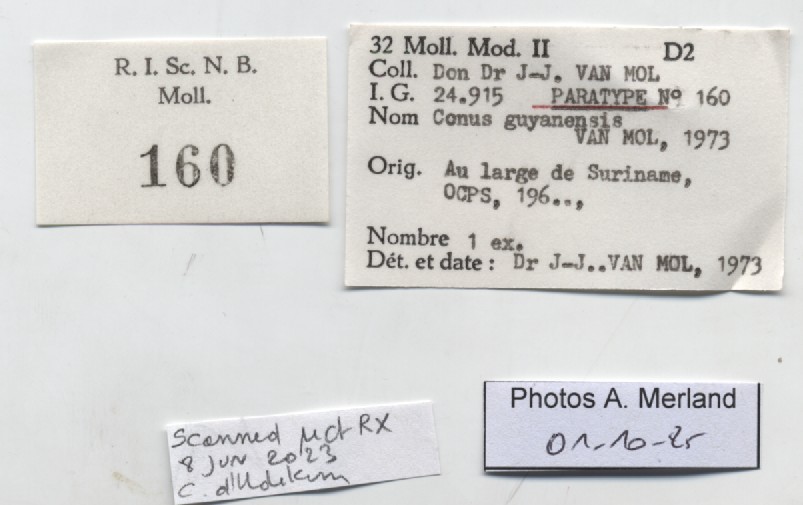 R. I. Sc. N. B.
Moll.
160
32 Moll. Mod. II D2
Coll. Don Dr J-J. VAN MOL
I. G. 24.915 PARATYPE Nº 160
Nom Conus guyanensis
VAN MOL, 1973
Orig. Au large de Suriname,
OCPS, 196..,
Nombre 1 ex.
Dét. et date : Dr J-J..VAN MOL, 1973
Scanned µct RX
8 JUN 2023
C. d'Udekem
Photos A. Merland
01-10-25